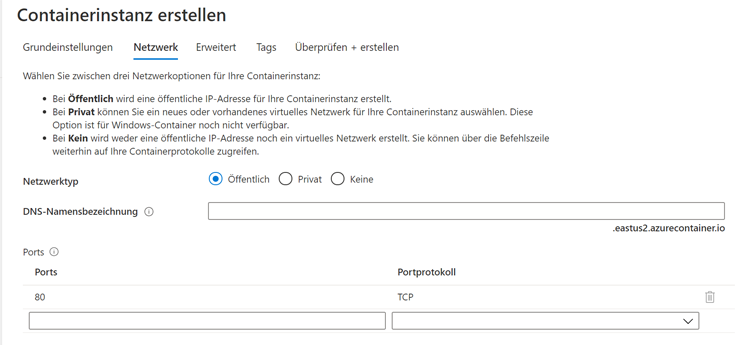 Containerinstanz erstellen
Grundeinstellungen Netzwerk Erweitert Tags Überprüfen + erstellen
Wählen Sie zwischen drei Netzwerkoptionen für Ihre Containerinstanz:
• Bei Öffentlich wird eine öffentliche IP-Adresse für Ihre Containerinstanz erstellt.
• Bei Privat können Sie ein neues oder vorhandenes virtuelles Netzwerk für Ihre Containerinstanz auswählen. Diese
Option ist für Windows-Container noch nicht verfügbar.
• Bei Kein wird weder eine öffentliche IP-Adresse noch ein virtuelles Netzwerk erstellt. Sie können über die Befehlszeile
weiterhin auf Ihre Containerprotokolle zugreifen.
Netzwerktyp Öffentlich Privat Keine
DNS-Namensbezeichnung
.eastus2.azurecontainer.io
Ports
Ports Portprotokoll
80 TCP